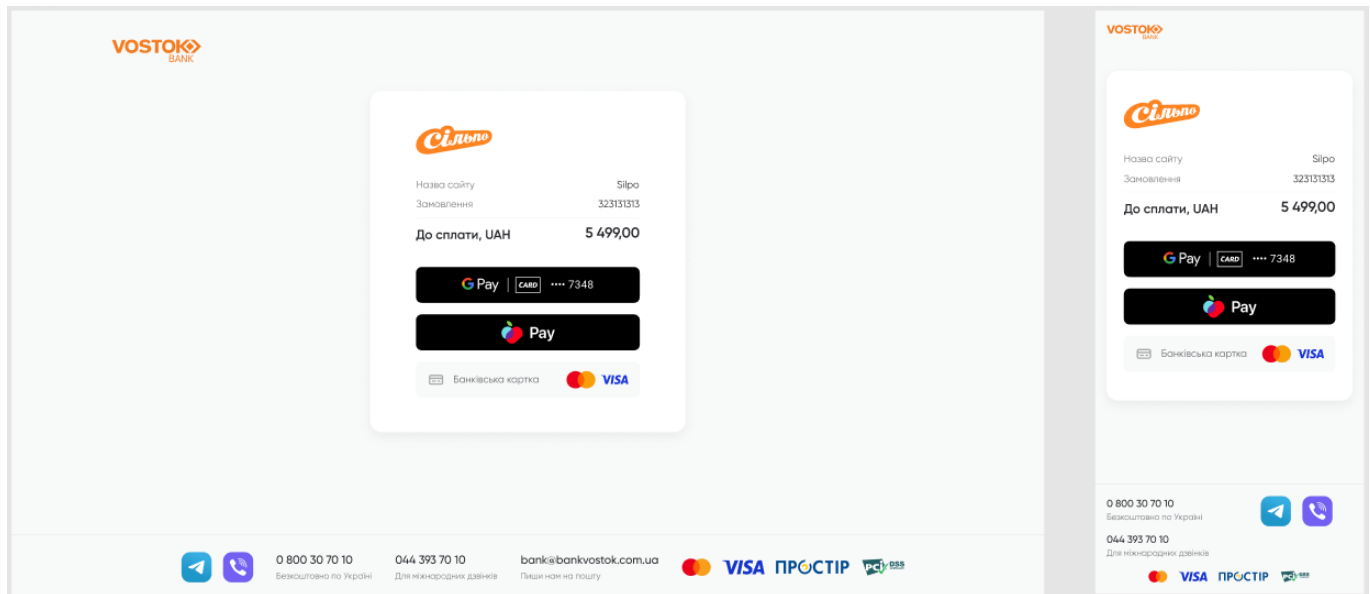 VOSTOK
BANK
Сільпо
Назва сайту Silpo
Замовлення 323131313
До сплати, UAH 5 499,00
G Pay | CARD •••• 7348
Pay
Банківська картка VISA
0 800 30 70 10
Безкоштовно по Україні
044 393 70 10
Для міжнародних дзвінків
bank@bankvostok.com.ua
Пиши нам на пошту
VISA ПРОСТІР PCI DSS
VOSTOK
BANK
Сільпо
Назва сайту Silpo
Замовлення 323131313
До сплати, UAH 5 499,00
G Pay | CARD •••• 7348
Pay
Банківська картка VISA
0 800 30 70 10
Безкоштовно по Україні
044 393 70 10
Для міжнародних дзвінків
VISA ПРОСТІР PCI DSS